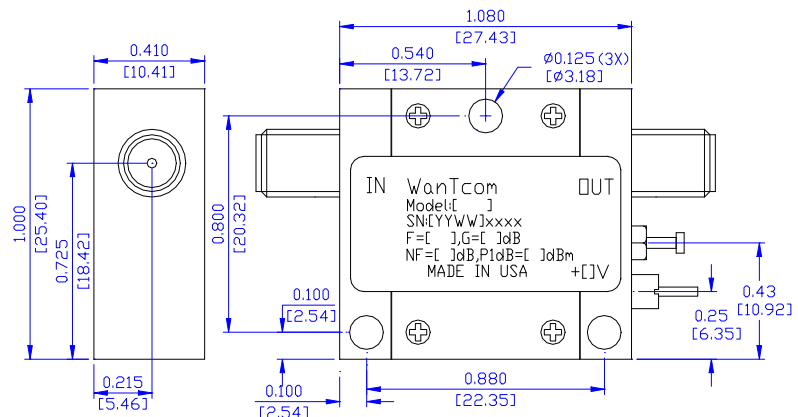 1.080
[27.43]
0.410
[10.41]
0.540
[13.72]
ø0.125(3X)
[ø3.18]
1.000
[25.40]
0.725
[18.42]
0.800
[20.32]
IN
WanTcom
OUT
Model:[ ]
SN:[YYWW]xxxx
F=[ ],G=[ ]dB
NF=[ ]dB,P1dB=[ ]dBm
MADE IN USA
+[]V
0.100
[2.54]
0.43
[10.92]
0.25
[6.35]
0.215
[5.46]
0.100
[2.54]
0.880
[22.35]